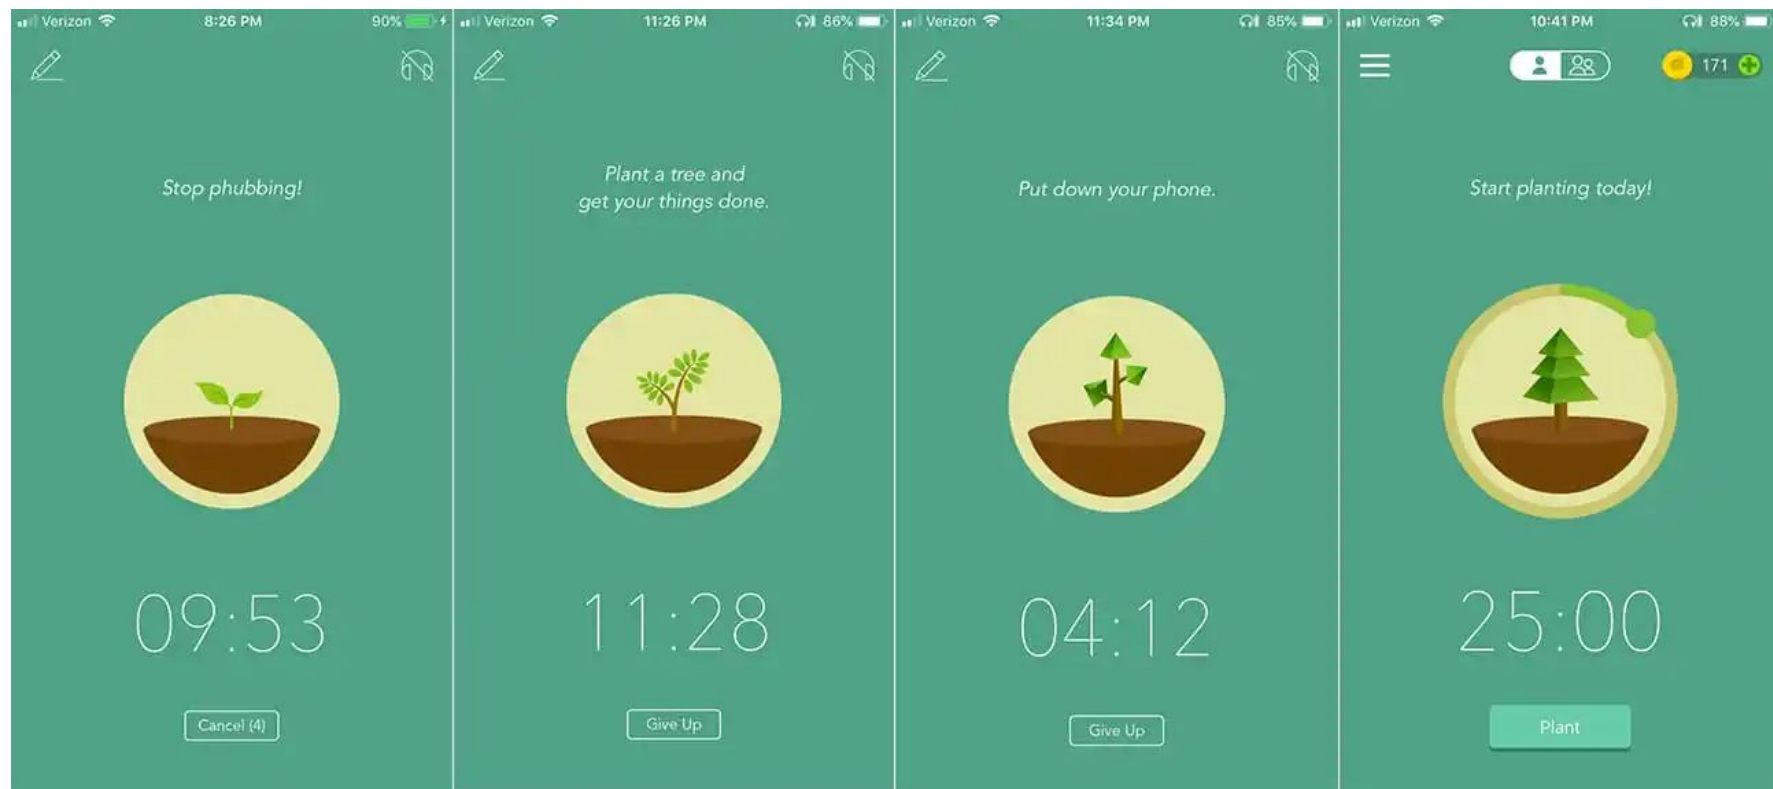 Verizon 8:26 PM 90%
Stop phubbing!
09:53
Cancel (4)
Verizon 11:26 PM 86%
Plant a tree and
get your things done.
11:28
Give Up
Verizon 11:34 PM 85%
Put down your phone.
04:12
Give Up
Verizon 10:41 PM 88%
171
Start planting today!
25:00
Plant